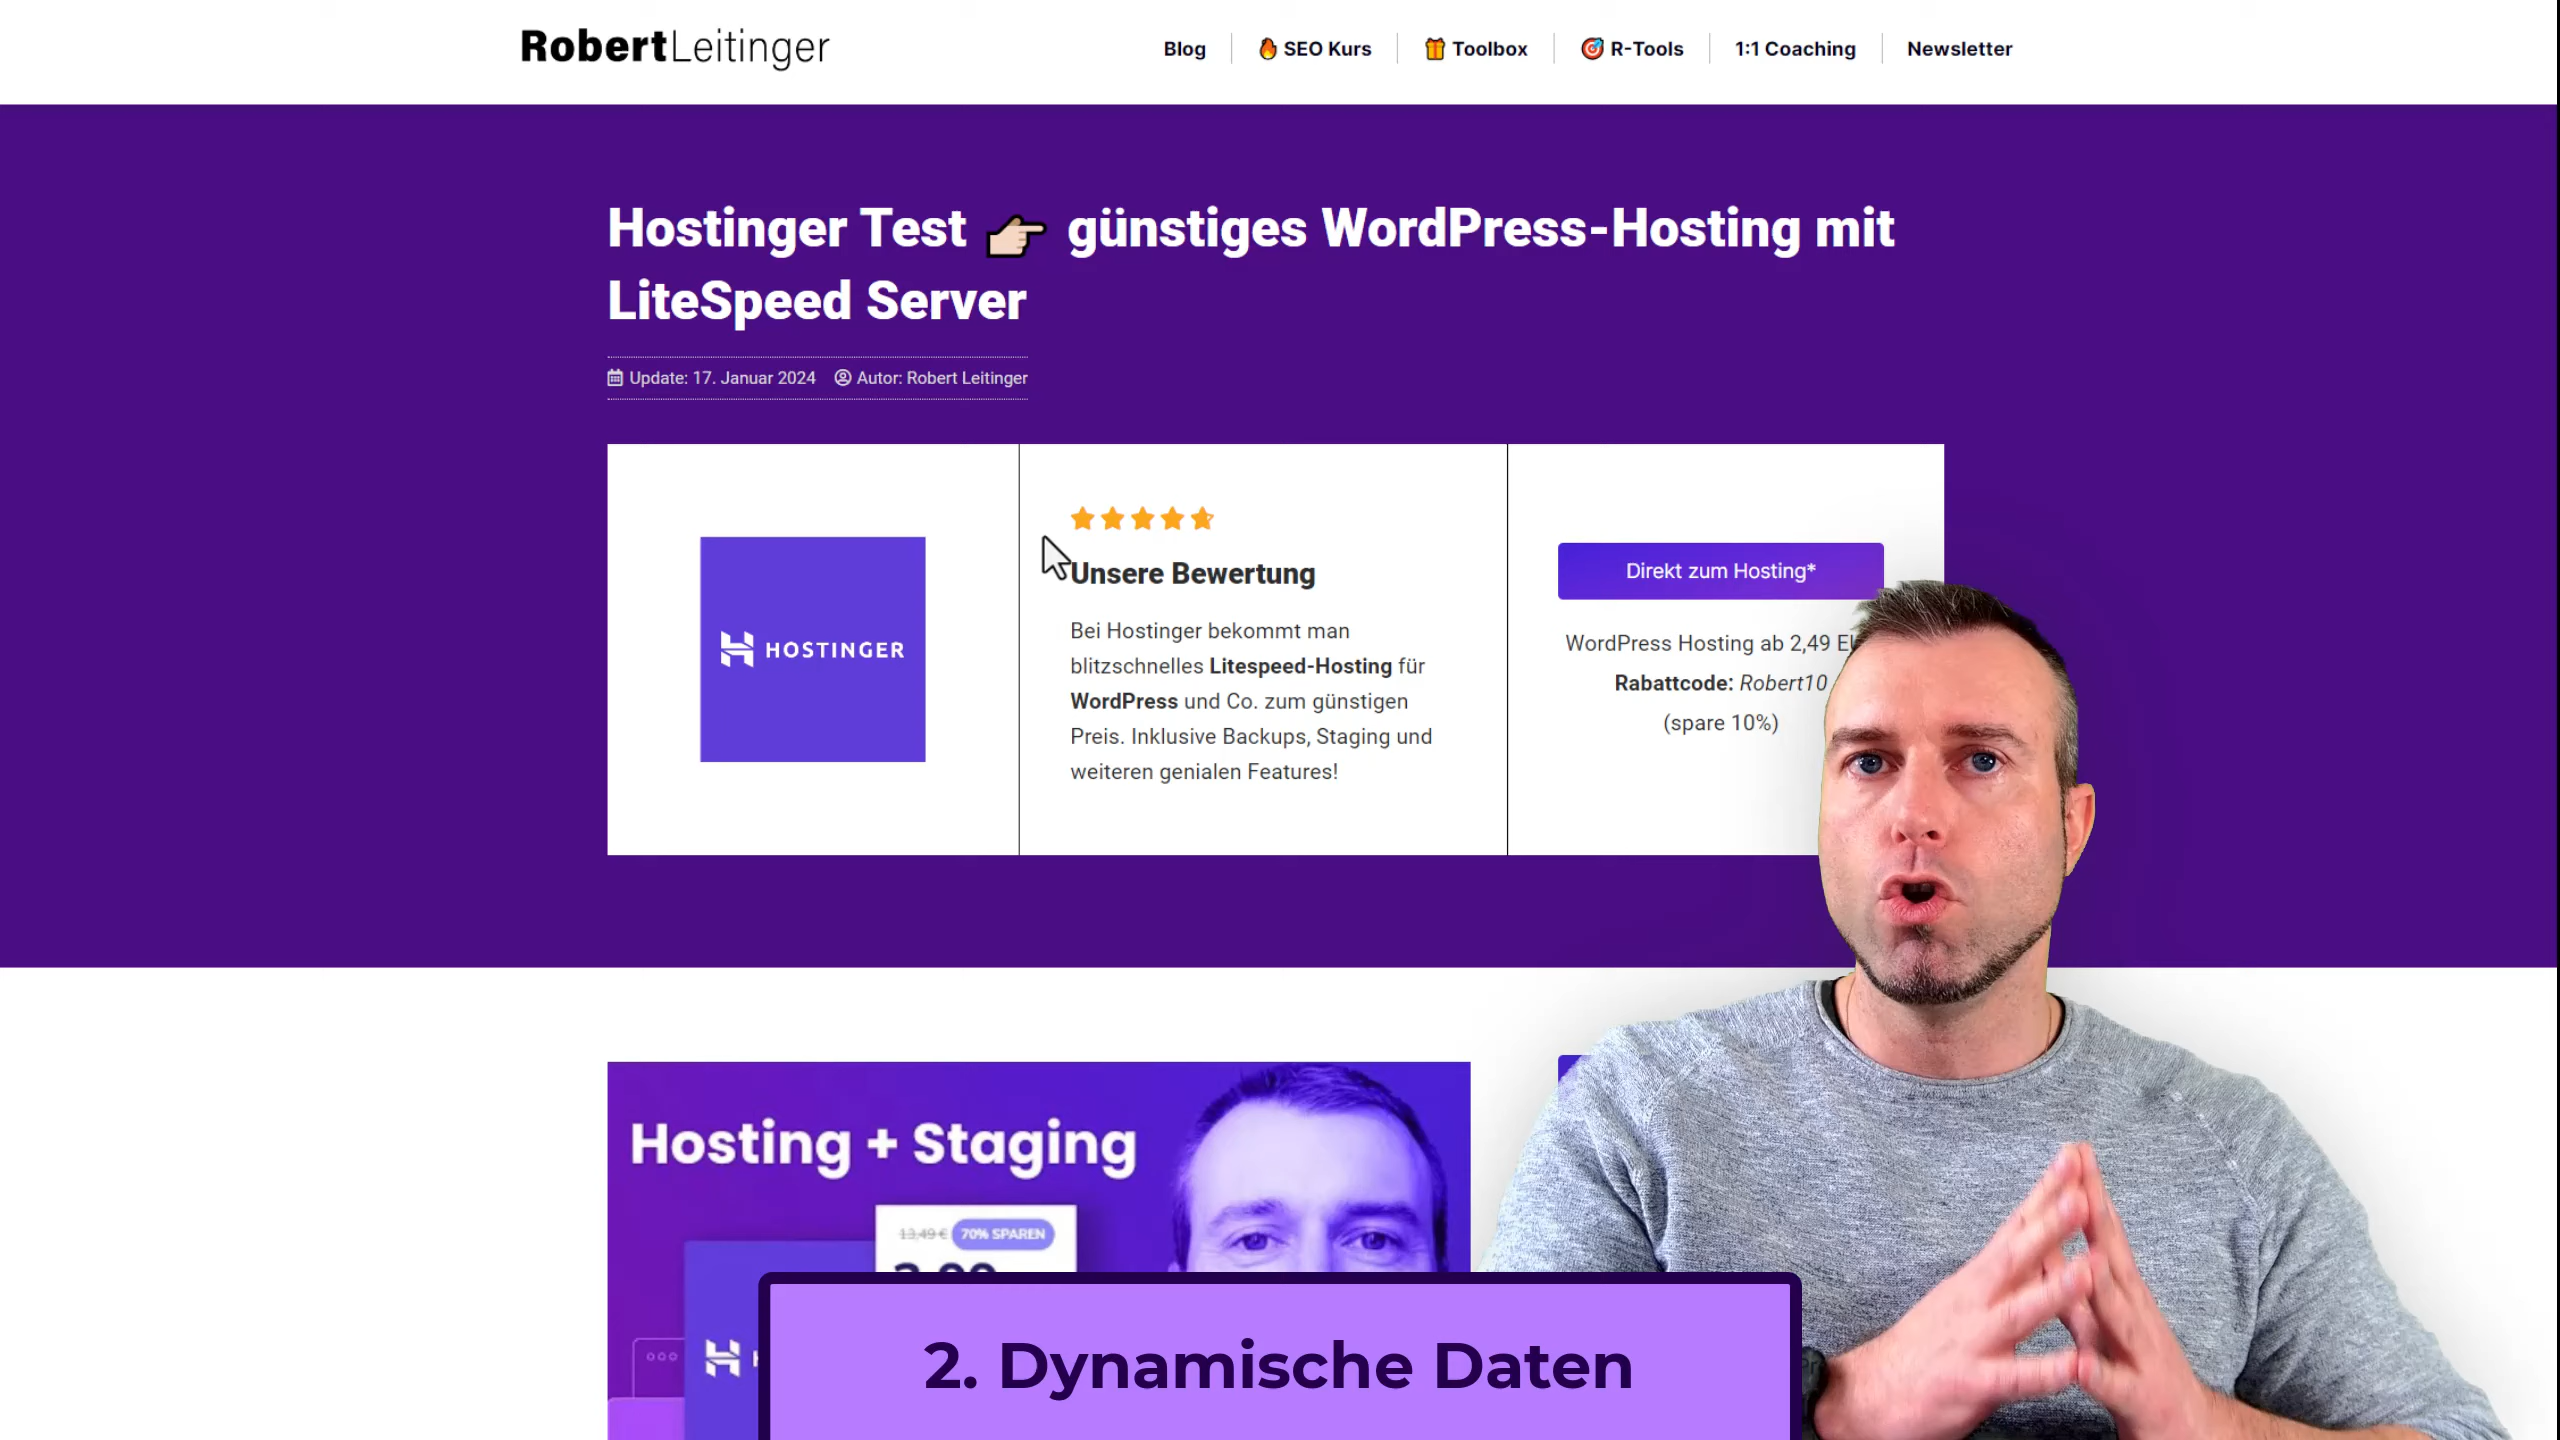 RobertLeitinger
Blog
SEO Kurs
Toolbox
R-Tools
1:1 Coaching
Newsletter
Hostinger Test 👉 günstiges WordPress-Hosting mit
LiteSpeed Server
Update: 17. Januar 2024 Autor: Robert Leitinger
HOSTINGER
Unsere Bewertung
Bei Hostinger bekommt man
blitzschnelles Litespeed-Hosting für
WordPress und Co. zum günstigen
Preis. Inklusive Backups, Staging und
weiteren genialen Features!
Direkt zum Hosting*
WordPress Hosting ab 2,49
Rabattcode: Robert10
(spare 10%)
Hosting + Staging
13,49 € 70% SPAREN
2. Dynamische Daten